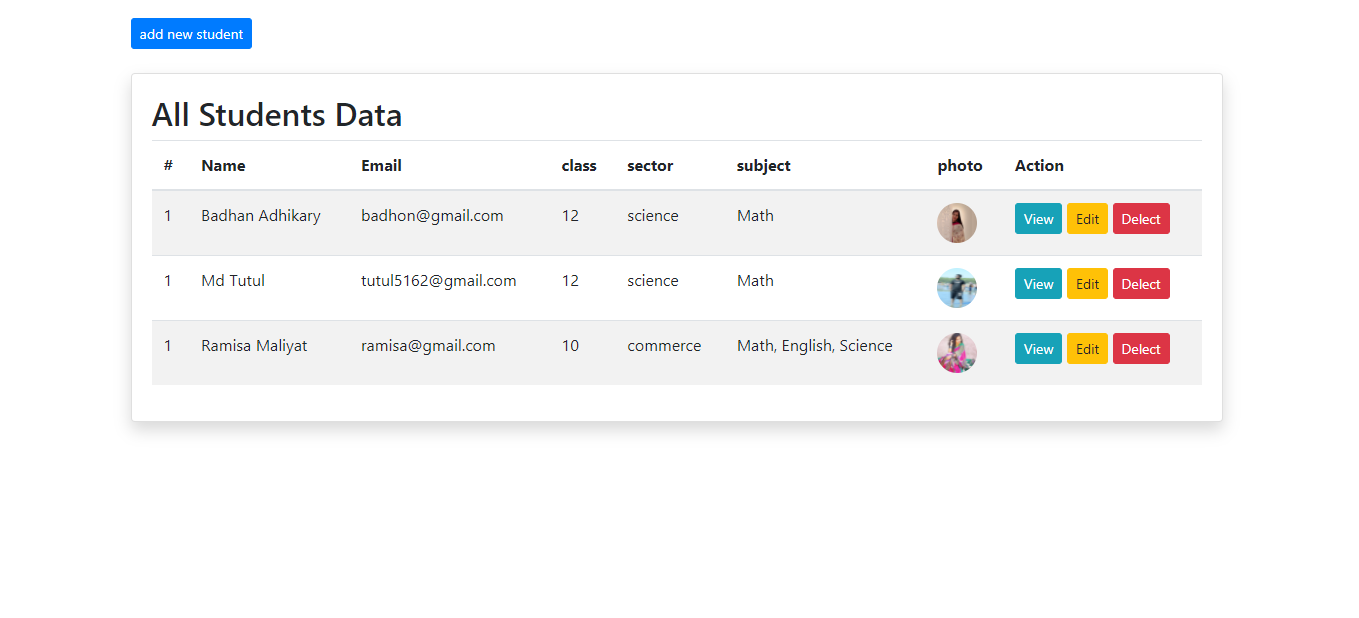 add new student
All Students Data
# Name Email class sector subject photo Action
1 Badhan Adhikary badhon@gmail.com 12 science Math View Edit Delect
1 Md Tutul tutul5162@gmail.com 12 science Math View Edit Delect
1 Ramisa Maliyat ramisa@gmail.com 10 commerce Math, English, Science View Edit Delect